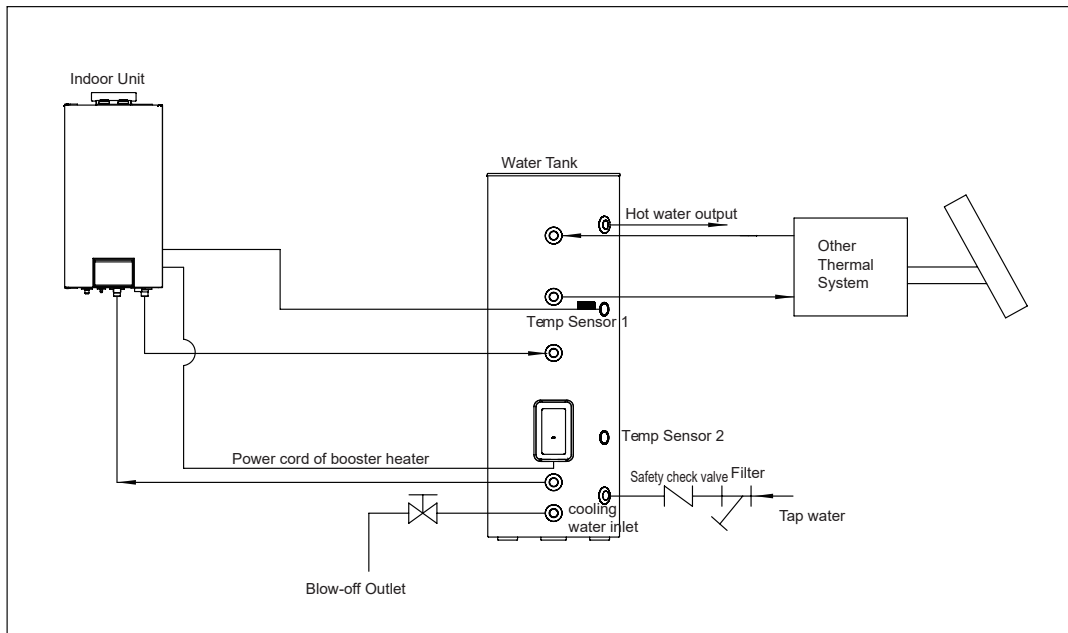 Indoor Unit
Water Tank
Hot water output
Other
Thermal
System
Temp Sensor 1
Temp Sensor 2
Power cord of booster heater
Safety check valve
Filter
cooling
water inlet
Tap water
Blow-off Outlet